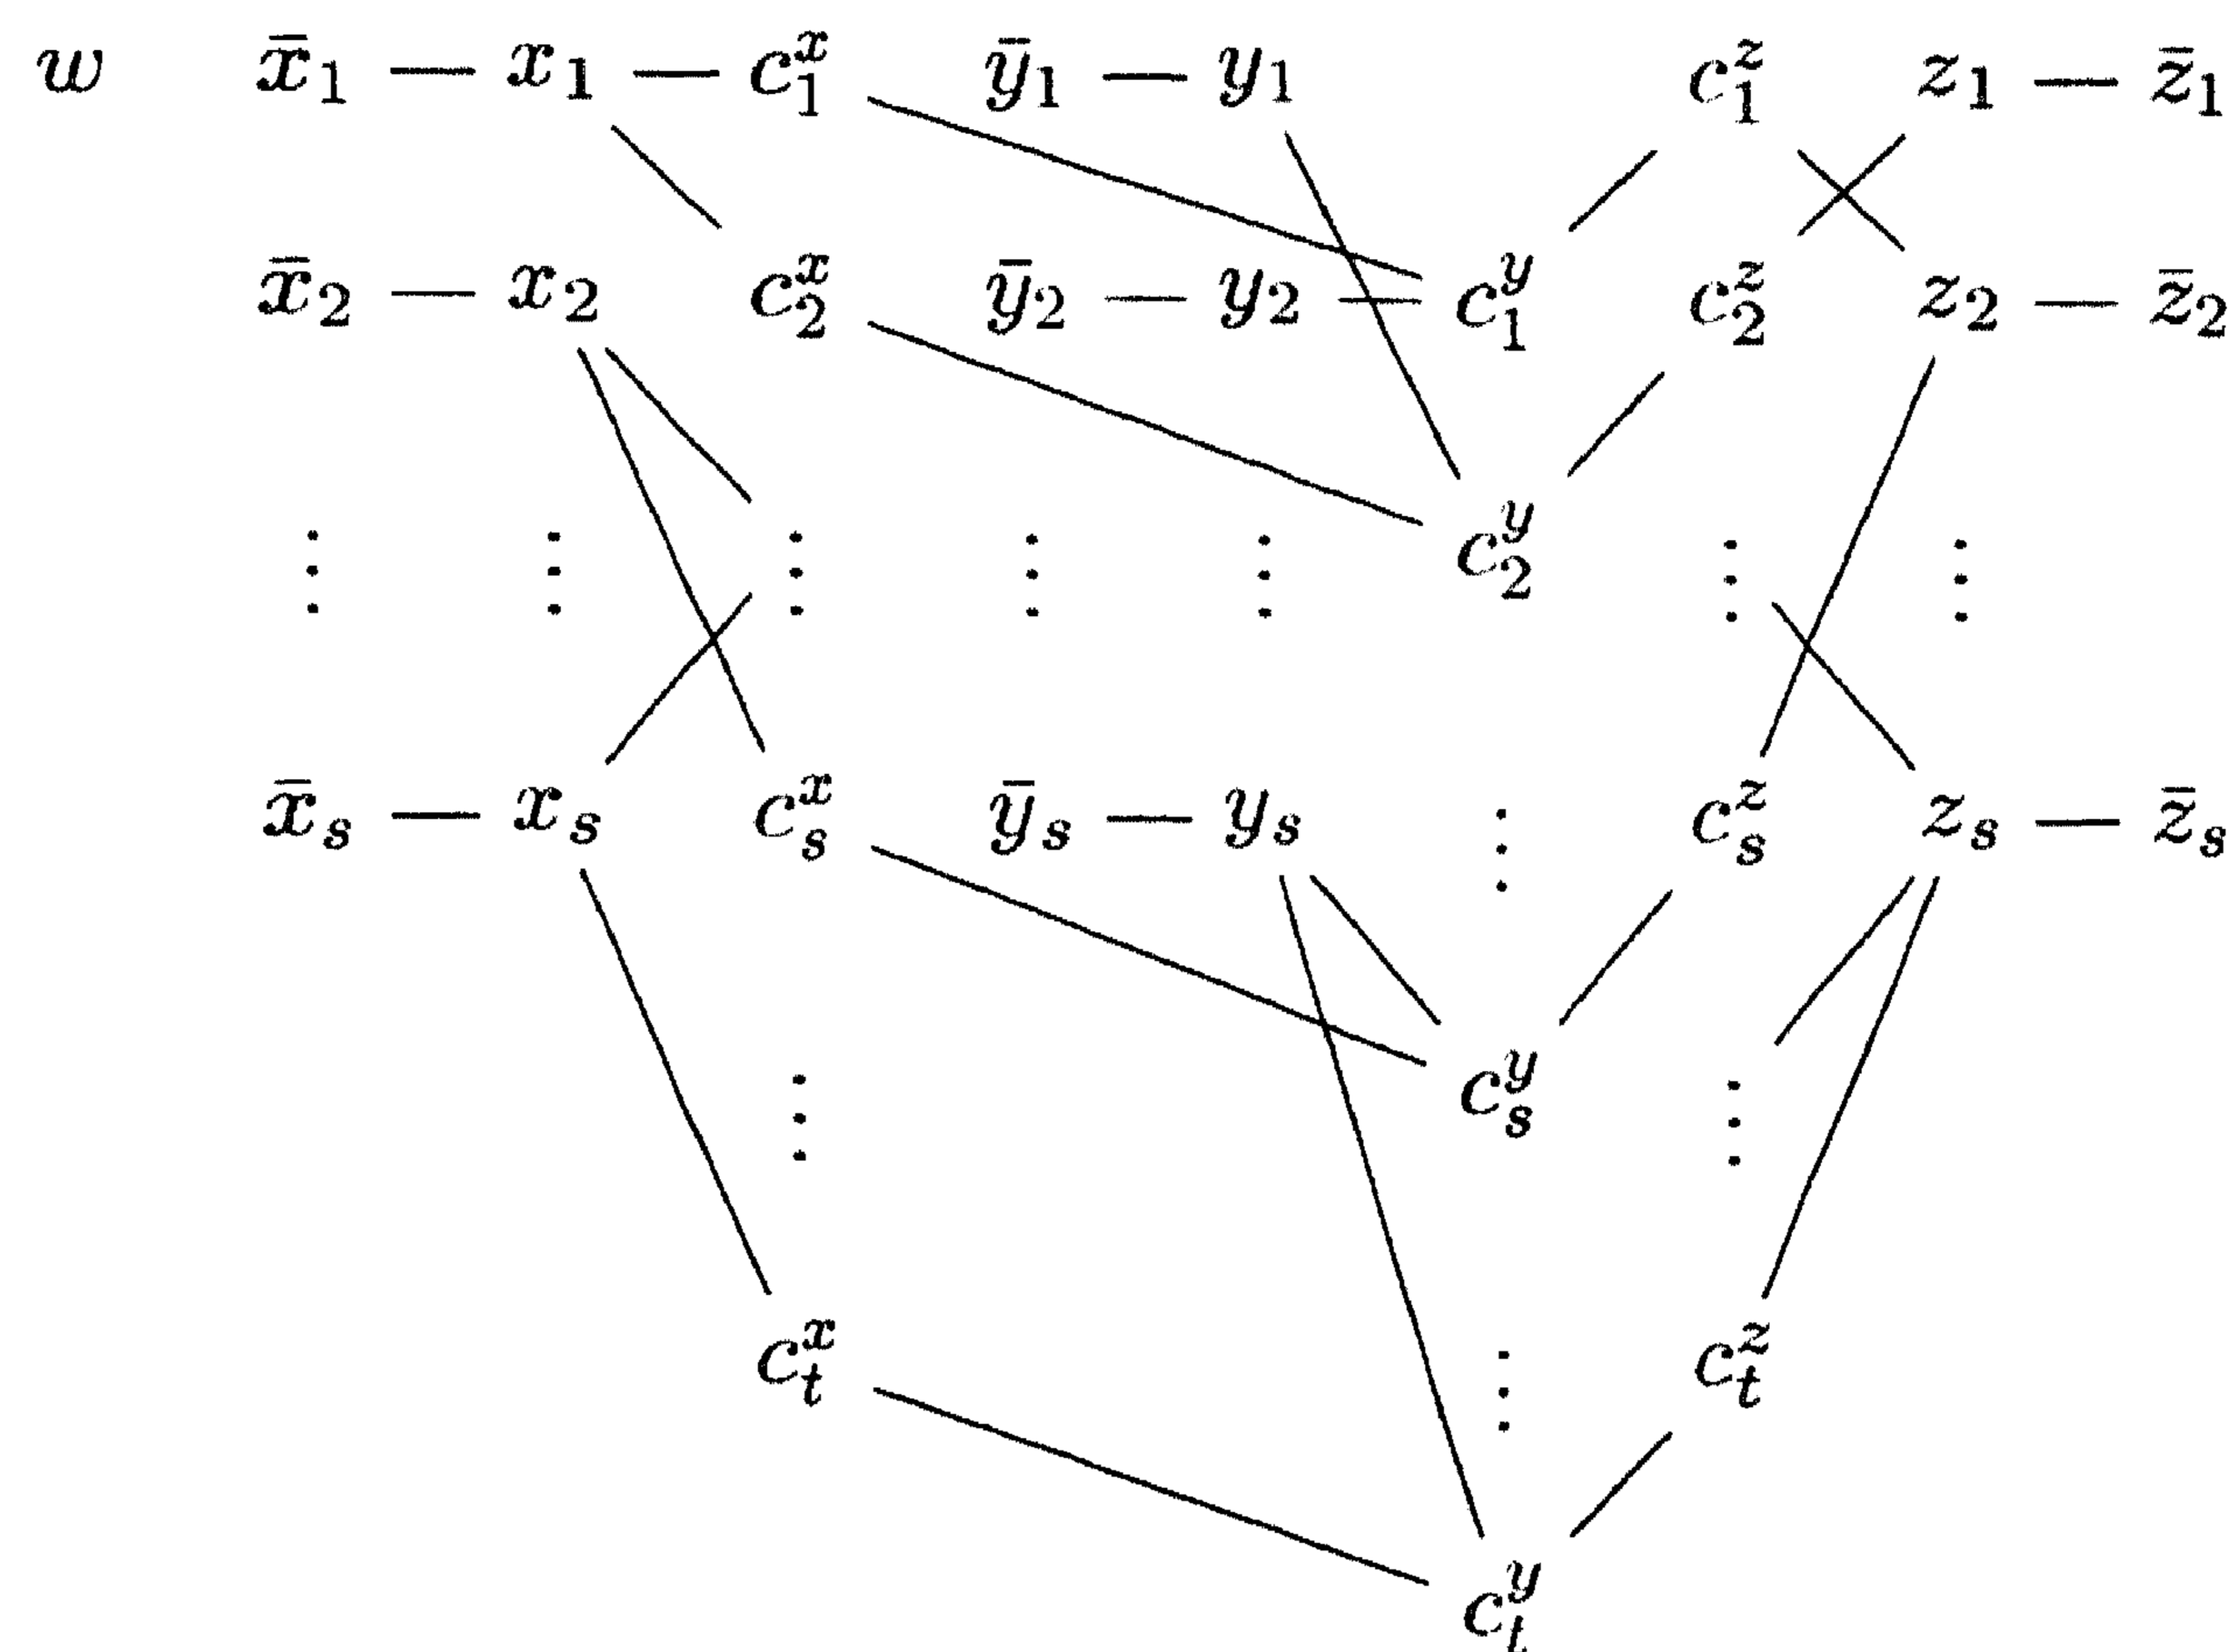 w x̄₁ — x₁ — c₁ˣ ȳ₁ — y₁ c₁ᶻ z₁ — z̄₁
x̄₂ — x₂ c₂ˣ ȳ₂ — y₂ — c₁ʸ c₂ᶻ z₂ — z̄₂
⋮ ⋮ ⋮ ⋮ ⋮ c₂ʸ ⋮ ⋮
x̄ₛ — xₛ cₛˣ ȳₛ — yₛ ⋮ cₛᶻ zₛ — z̄ₛ
⋮ cₛʸ ⋮
cₜˣ ⋮ cₜᶻ
cₜʸ